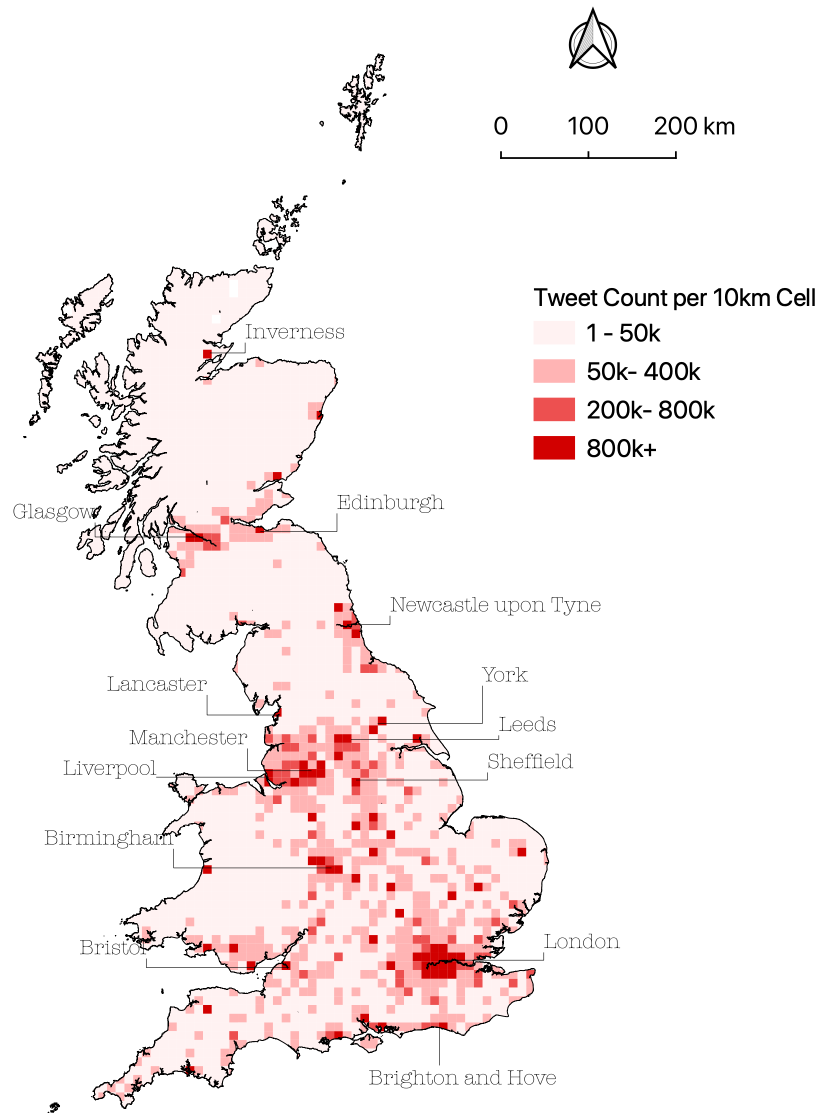 0 100 200 km
Tweet Count per 10km Cell
1 - 50k
50k- 400k
200k- 800k
800k+
Inverness
Edinburgh
Glasgow
Newcastle upon Tyne
York
Lancaster
Leeds
Manchester
Sheffield
Liverpool
Birmingham
London
Bristol
Brighton and Hove